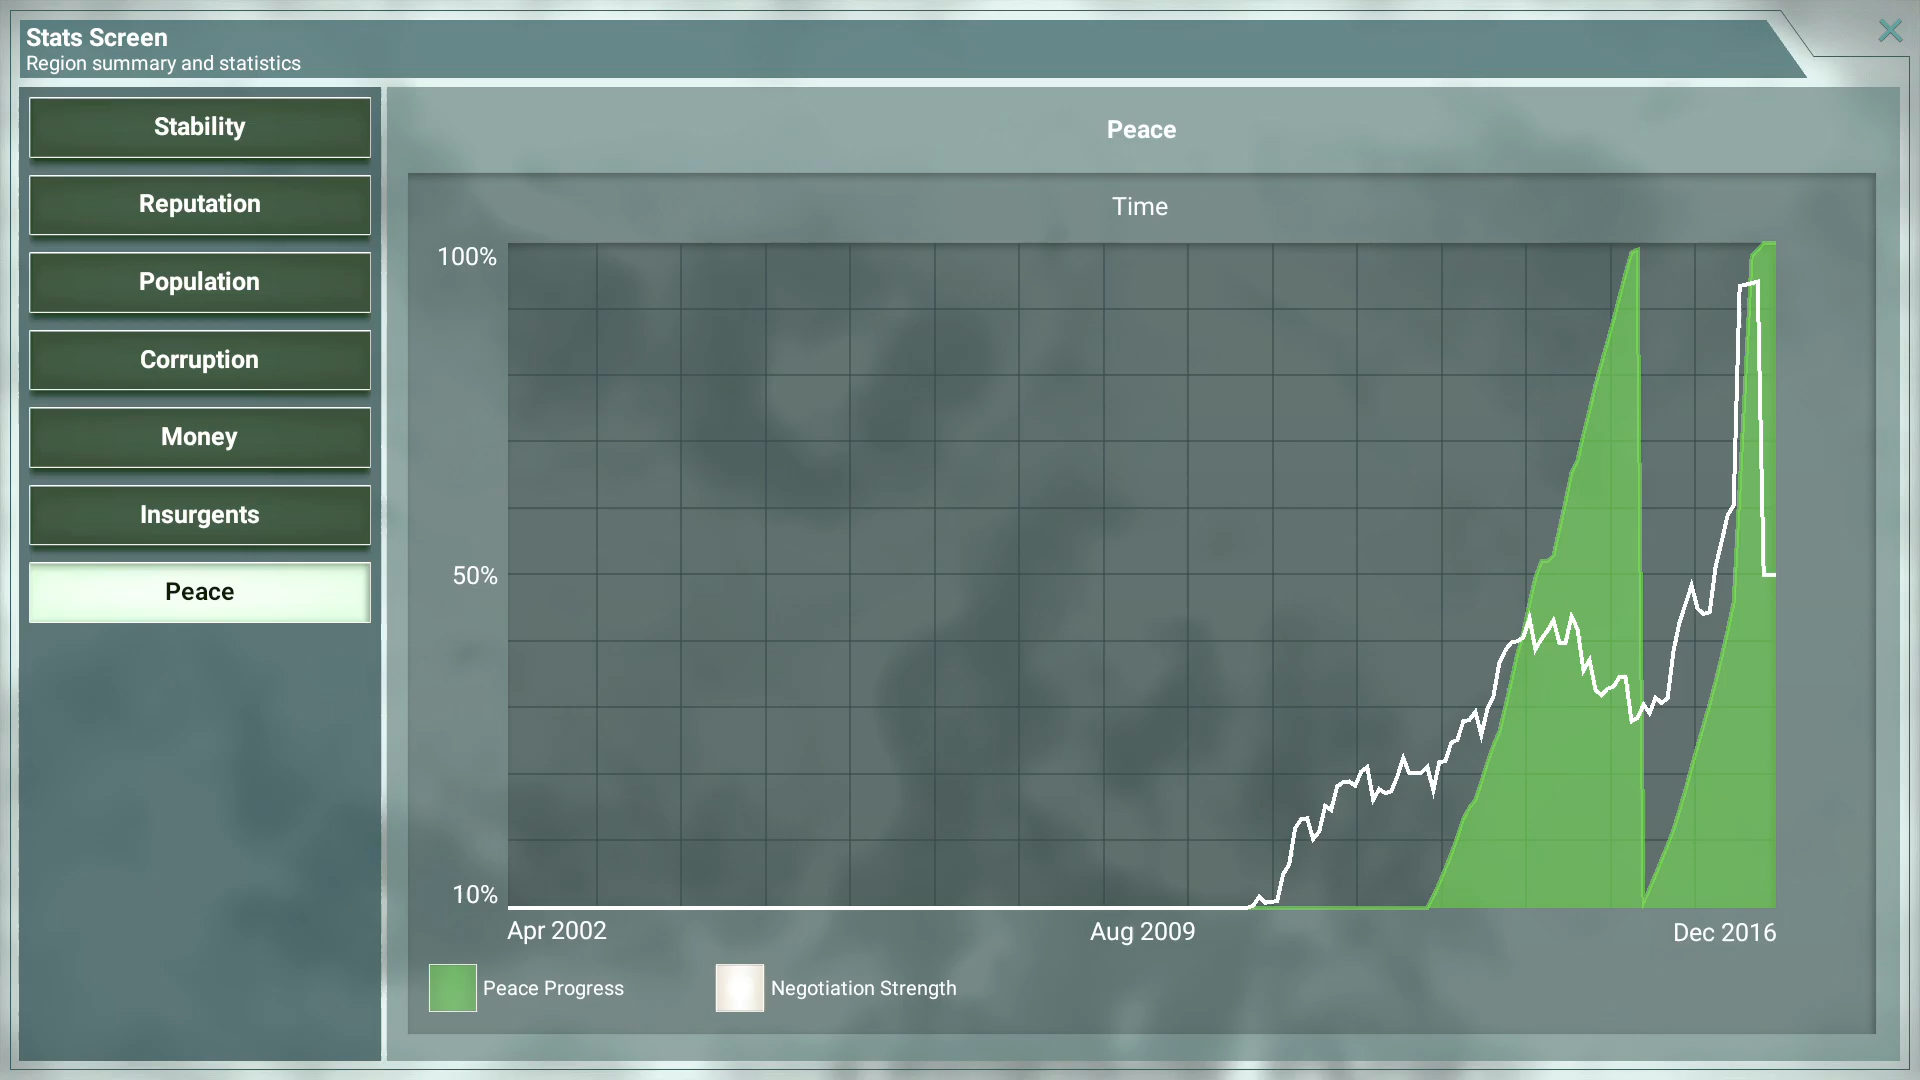 Stats Screen
Region summary and statistics
Stability
Reputation
Population
Corruption
Money
Insurgents
Peace
Peace
Time
100%
50%
10%
Apr 2002
Aug 2009
Dec 2016
Peace Progress
Negotiation Strength